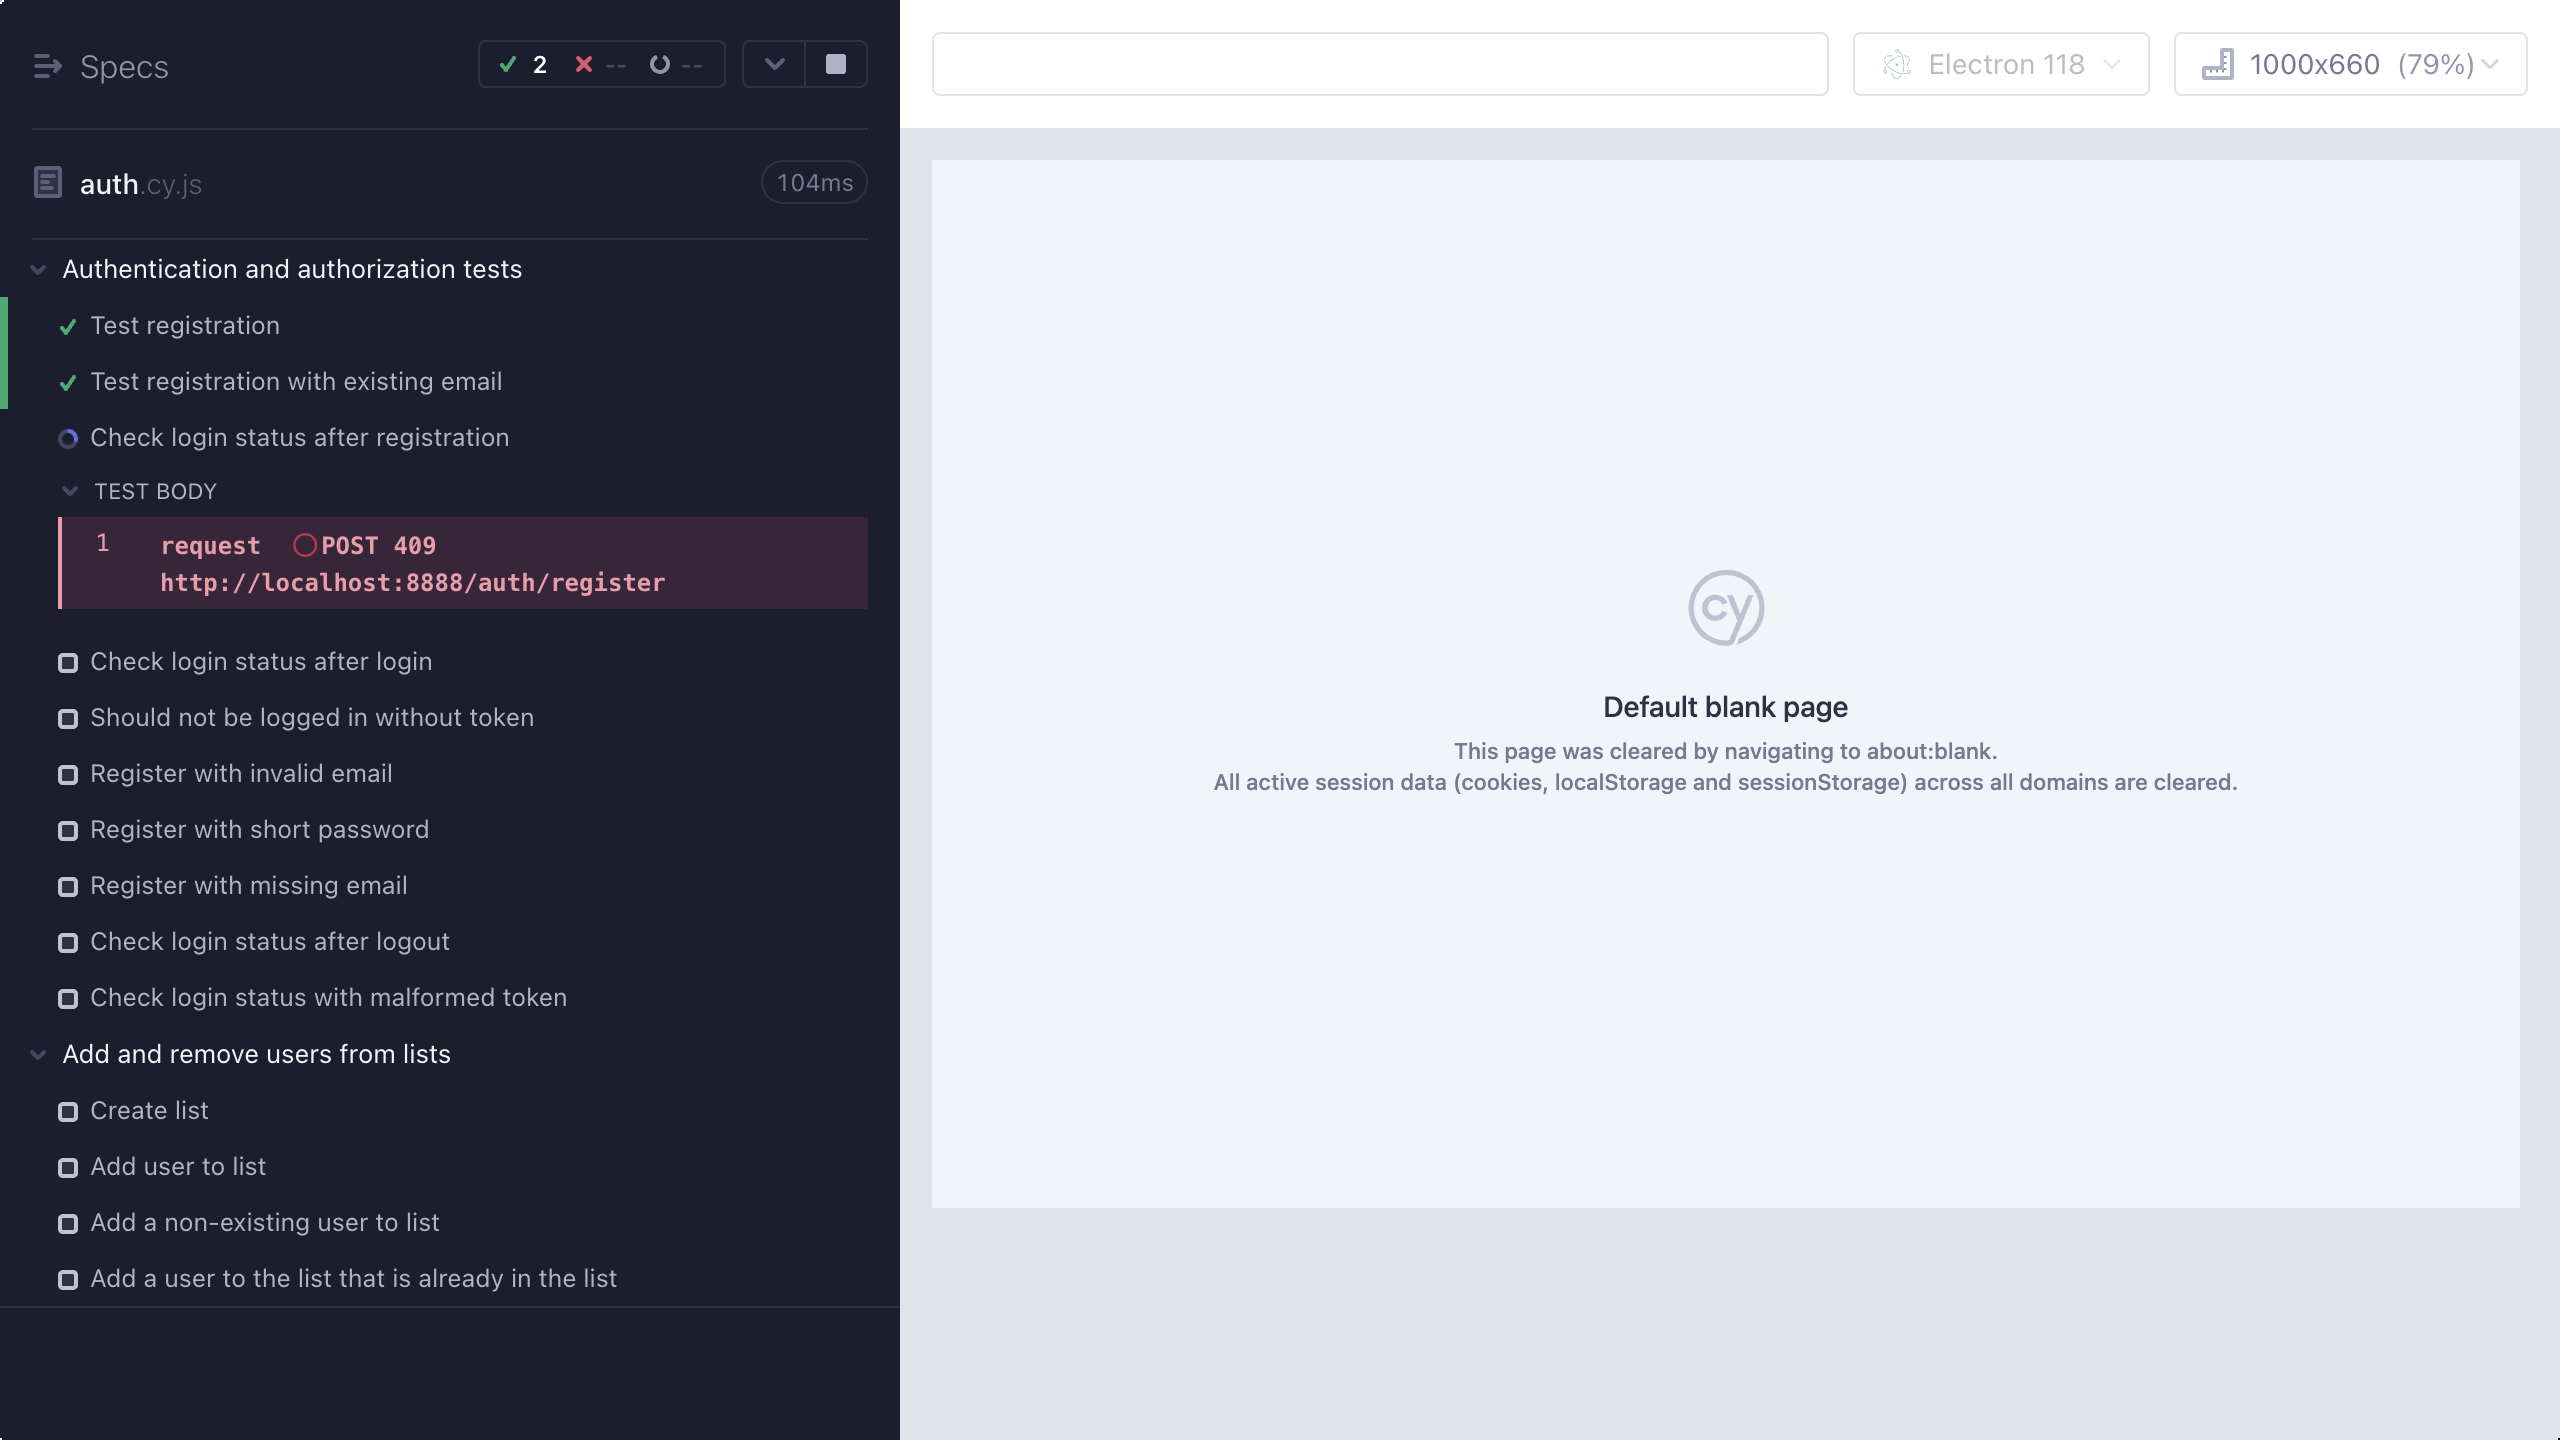 Specs
2 -- --
auth.cy.js
104ms
Authentication and authorization tests
Test registration
Test registration with existing email
Check login status after registration
TEST BODY
1 request POST 409
http://localhost:8888/auth/register
Check login status after login
Should not be logged in without token
Register with invalid email
Register with short password
Register with missing email
Check login status after logout
Check login status with malformed token
Add and remove users from lists
Create list
Add user to list
Add a non-existing user to list
Add a user to the list that is already in the list
Electron 118
1000x660 (79%)
cy
Default blank page
This page was cleared by navigating to about:blank.
All active session data (cookies, localStorage and sessionStorage) across all domains are cleared.